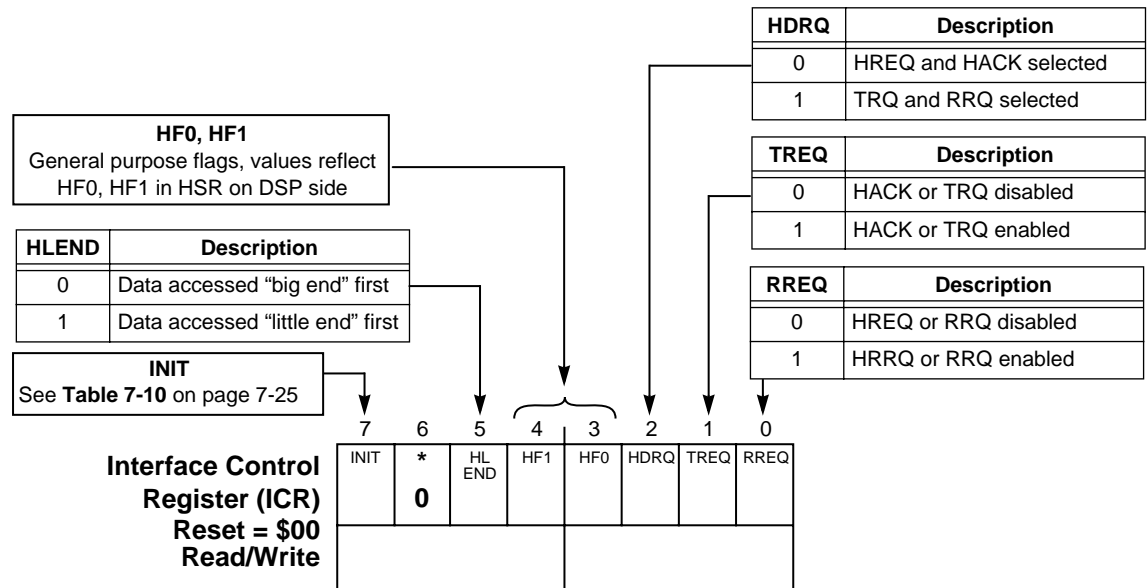 HDRQ Description
0 HREQ and HACK selected
1 TRQ and RRQ selected
HF0, HF1
General purpose flags, values reflect
HF0, HF1 in HSR on DSP side
TREQ Description
0 HACK or TRQ disabled
1 HACK or TRQ enabled
HLEND Description
0 Data accessed “big end” first
1 Data accessed “little end” first
RREQ Description
0 HREQ or RRQ disabled
1 HRRQ or RRQ enabled
INIT
See Table 7-10 on page 7-25
7 6 5 4 3 2 1 0
Interface Control
Register (ICR)
Reset = $00
Read/Write
INIT * HL HF1 HF0 HDRQ TREQ RREQ
END
0